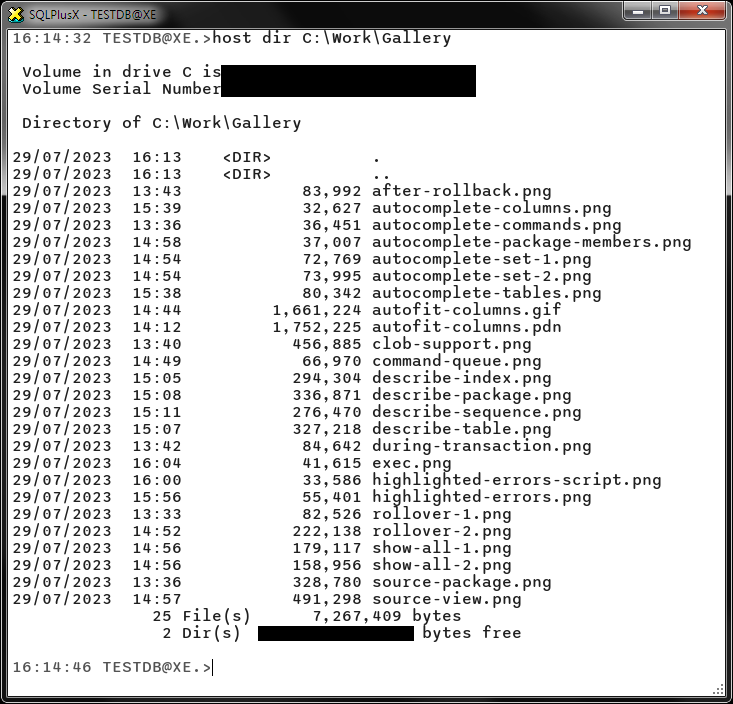 SQLPlusX - TESTDB@XE
16:14:32 TESTDB@XE.>host dir C:\Work\Gallery
Volume in drive C is
Volume Serial Number
Directory of C:\Work\Gallery
29/07/2023  16:13    <DIR>          .
29/07/2023  16:13    <DIR>          ..
29/07/2023  13:43            83,992 after-rollback.png
29/07/2023  15:39            32,627 autocomplete-columns.png
29/07/2023  13:36            36,451 autocomplete-commands.png
29/07/2023  14:58            37,007 autocomplete-package-members.png
29/07/2023  14:54            72,769 autocomplete-set-1.png
29/07/2023  14:54            73,995 autocomplete-set-2.png
29/07/2023  15:38            80,342 autocomplete-tables.png
29/07/2023  14:44         1,661,224 autofit-columns.gif
29/07/2023  14:12         1,752,225 autofit-columns.pdn
29/07/2023  13:40           456,885 clob-support.png
29/07/2023  14:49            66,970 command-queue.png
29/07/2023  15:05           294,304 describe-index.png
29/07/2023  15:08           336,871 describe-package.png
29/07/2023  15:11           276,470 describe-sequence.png
29/07/2023  15:07           327,218 describe-table.png
29/07/2023  13:42            84,642 during-transaction.png
29/07/2023  16:04            41,615 exec.png
29/07/2023  16:00            33,586 highlighted-errors-script.png
29/07/2023  15:56            55,401 highlighted-errors.png
29/07/2023  13:33            82,526 rollover-1.png
29/07/2023  14:52           222,138 rollover-2.png
29/07/2023  14:56           179,117 show-all-1.png
29/07/2023  14:56           158,956 show-all-2.png
29/07/2023  13:36           328,780 source-package.png
29/07/2023  14:57           491,298 source-view.png
25 File(s)      7,267,409 bytes
2 Dir(s)  bytes free
16:14:46 TESTDB@XE.>